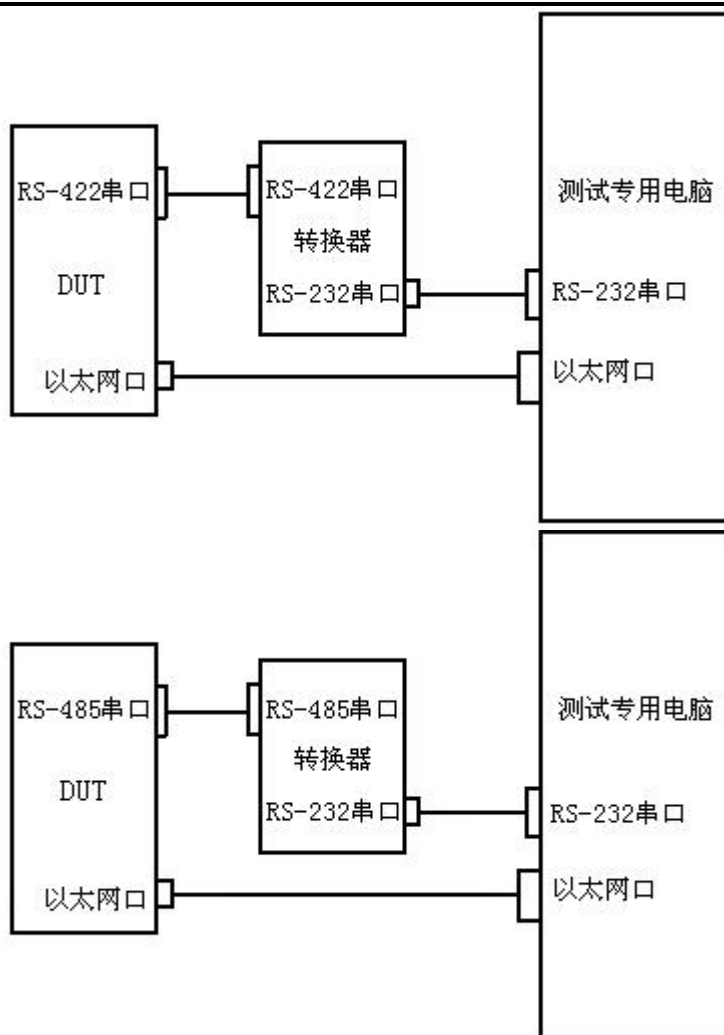 RS-422串口
RS-422串口
测试专用电脑
转换器
DUT
RS-232串口
RS-232串口
以太网口
以太网口
RS-485串口
RS-485串口
测试专用电脑
转换器
DUT
RS-232串口
RS-232串口
以太网口
以太网口